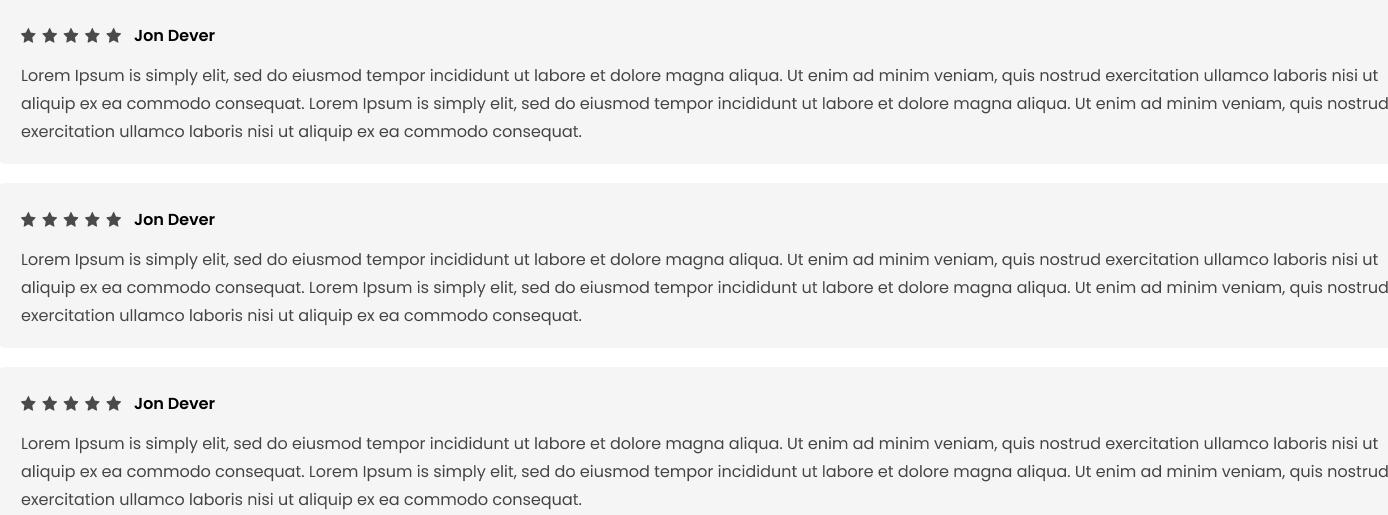 Jon Dever
Lorem Ipsum is simply elit, sed do eiusmod tempor incididunt ut labore et dolore magna aliqua. Ut enim ad minim veniam, quis nostrud exercitation ullamco laboris nisi ut
aliquip ex ea commodo consequat. Lorem Ipsum is simply elit, sed do eiusmod tempor incididunt ut labore et dolore magna aliqua. Ut enim ad minim veniam, quis nostrud
exercitation ullamco laboris nisi ut aliquip ex ea commodo consequat.
Jon Dever
Lorem Ipsum is simply elit, sed do eiusmod tempor incididunt ut labore et dolore magna aliqua. Ut enim ad minim veniam, quis nostrud exercitation ullamco laboris nisi ut
aliquip ex ea commodo consequat. Lorem Ipsum is simply elit, sed do eiusmod tempor incididunt ut labore et dolore magna aliqua. Ut enim ad minim veniam, quis nostrud
exercitation ullamco laboris nisi ut aliquip ex ea commodo consequat.
Jon Dever
Lorem Ipsum is simply elit, sed do eiusmod tempor incididunt ut labore et dolore magna aliqua. Ut enim ad minim veniam, quis nostrud exercitation ullamco laboris nisi ut
aliquip ex ea commodo consequat. Lorem Ipsum is simply elit, sed do eiusmod tempor incididunt ut labore et dolore magna aliqua. Ut enim ad minim veniam, quis nostrud
exercitation ullamco laboris nisi ut aliquip ex ea commodo consequat.